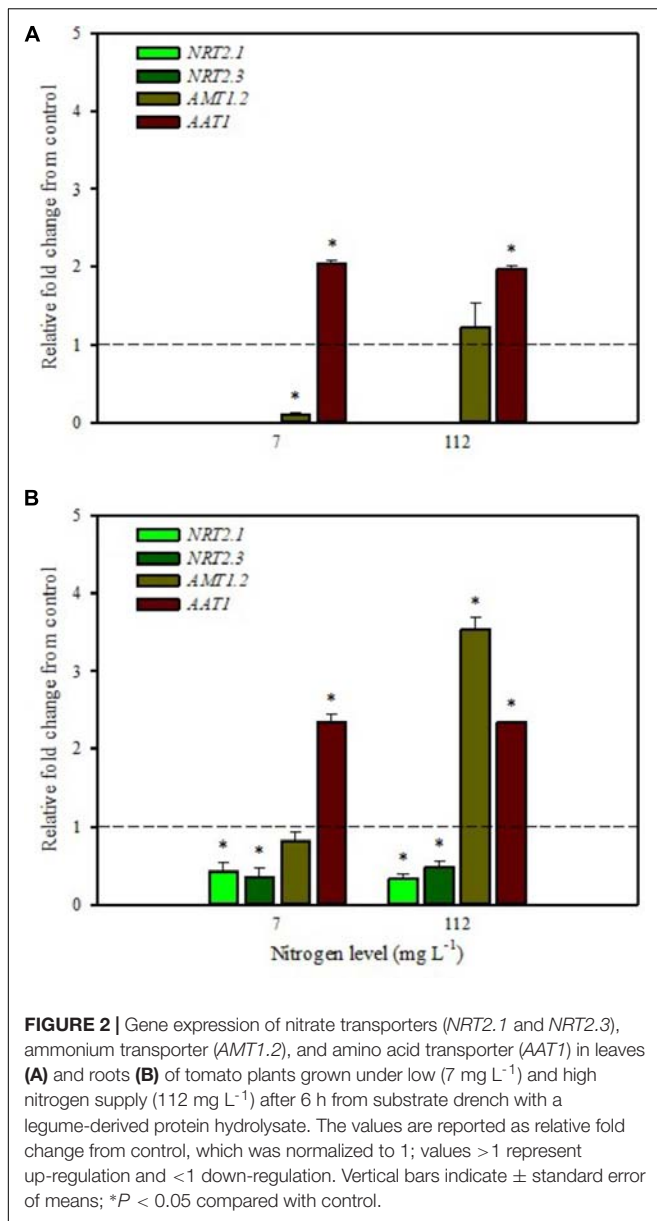 A
Relative fold change from control
5
4
3
2
1
0
NRT2.1
NRT2.3
AMT1.2
AAT1
*
*
*
7
112
B
Relative fold change from control
5
4
3
2
1
0
NRT2.1
NRT2.3
AMT1.2
AAT1
*
*
*
*
*
*
*
7
112
Nitrogen level (mg L⁻¹)
FIGURE 2 | Gene expression of nitrate transporters (NRT2.1 and NRT2.3),
ammonium transporter (AMT1.2), and amino acid transporter (AAT1) in leaves
(A) and roots (B) of tomato plants grown under low (7 mg L⁻¹) and high
nitrogen supply (112 mg L⁻¹) after 6 h from substrate drench with a
legume-derived protein hydrolysate. The values are reported as relative fold
change from control, which was normalized to 1; values >1 represent
up-regulation and <1 down-regulation. Vertical bars indicate ± standard error
of means; *P < 0.05 compared with control.